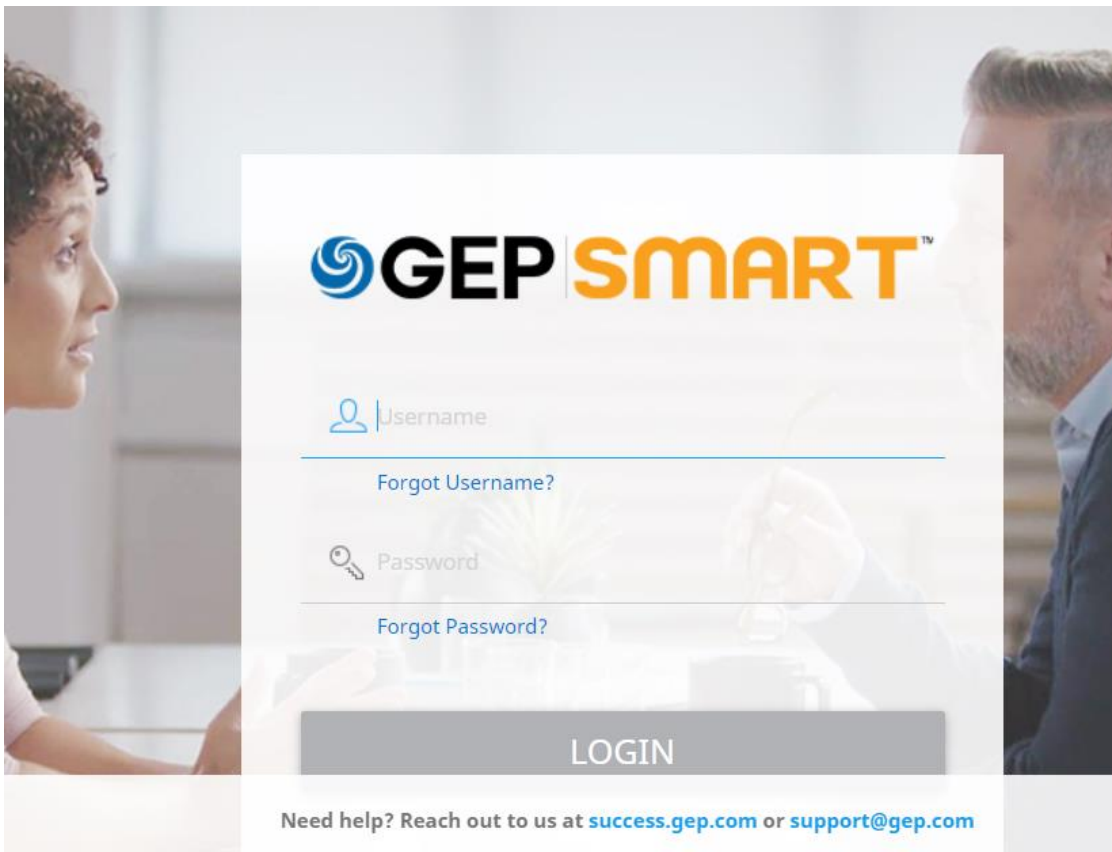 GEP SMART™
Username
Forgot Username?
Password
Forgot Password?
LOGIN
Need help? Reach out to us at success.gep.com or support@gep.com